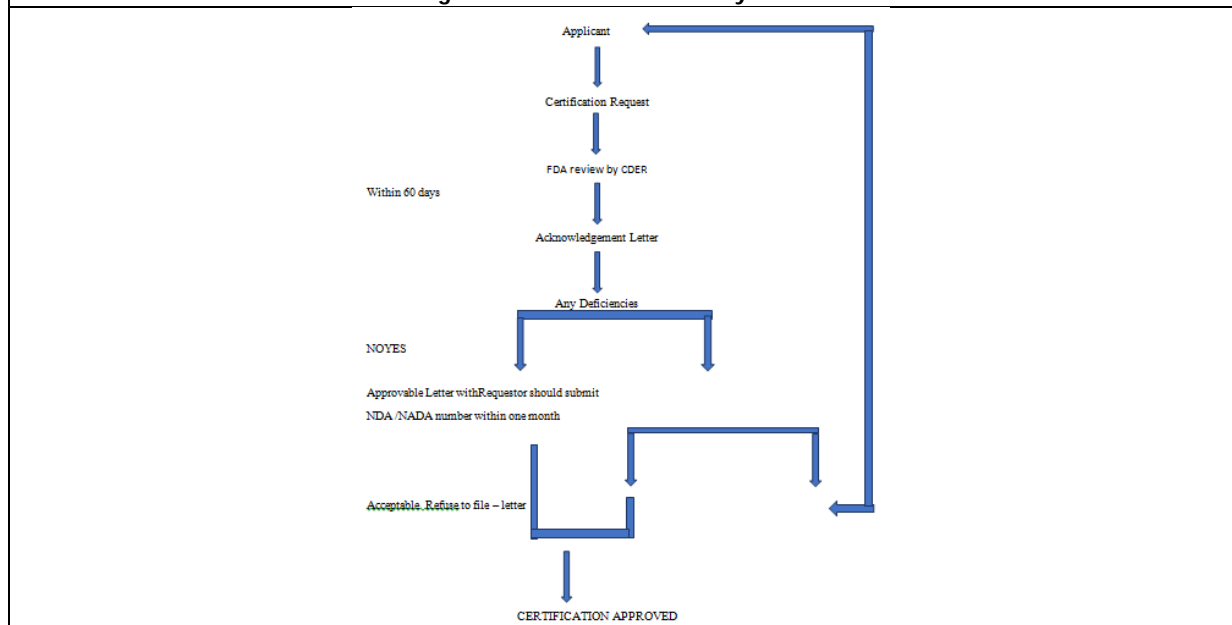 Applicant
Certification Request
FDA review by CDER
Within 60 days
Acknowledgement Letter
Any Deficiencies
NOYES
Approvable Letter withRequestor should submit
NDA /NADA number within one month
Acceptable Refuse to file – letter
CERTIFICATION APPROVED